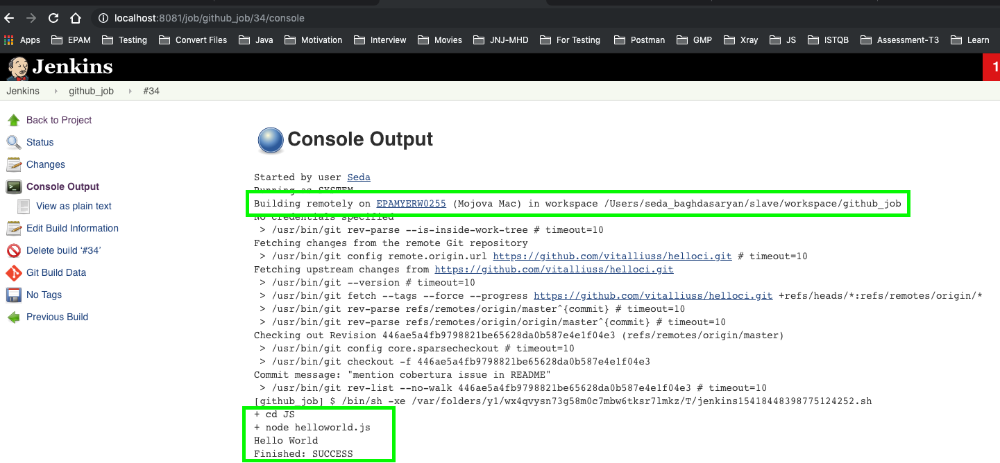 localhost:8081/job/github_job/34/console
Apps EPAM Testing Convert Files Java Motivation Interview Movies JNJ-MHD For Testing Postman GMP Xray JS ISTQB Assessment-T3 Learn
Jenkins
1
Jenkins github_job #34
Back to Project
Status
Changes
Console Output
View as plain text
Edit Build Information
Delete build ‘#34’
Git Build Data
No Tags
Previous Build
Console Output
Started by user Seda
Running as SYSTEM
Building remotely on EPAMYERW0255 (Mojova Mac) in workspace /Users/seda_baghdasaryan/slave/workspace/github_job
No credentials specified
> /usr/bin/git rev-parse --is-inside-work-tree # timeout=10
Fetching changes from the remote Git repository
> /usr/bin/git config remote.origin.url https://github.com/vitalliuss/helloci.git # timeout=10
Fetching upstream changes from https://github.com/vitalliuss/helloci.git
> /usr/bin/git --version # timeout=10
> /usr/bin/git fetch --tags --force --progress https://github.com/vitalliuss/helloci.git +refs/heads/*:refs/remotes/origin/*
> /usr/bin/git rev-parse refs/remotes/origin/master^{commit} # timeout=10
> /usr/bin/git rev-parse refs/remotes/origin/origin/master^{commit} # timeout=10
Checking out Revision 446ae5a4fb9798821be65628da0b587e4e1f04e3 (refs/remotes/origin/master)
> /usr/bin/git config core.sparsecheckout # timeout=10
> /usr/bin/git checkout -f 446ae5a4fb9798821be65628da0b587e4e1f04e3
Commit message: "mention cobertura issue in README"
> /usr/bin/git rev-list --no-walk 446ae5a4fb9798821be65628da0b587e4e1f04e3 # timeout=10
[github_job] $ /bin/sh -xe /var/folders/y1/wx4qvysn73g58m0c7mbw6tksr7lmkz/T/jenkins15418448398775124252.sh
+ cd JS
+ node helloworld.js
Hello World
Finished: SUCCESS